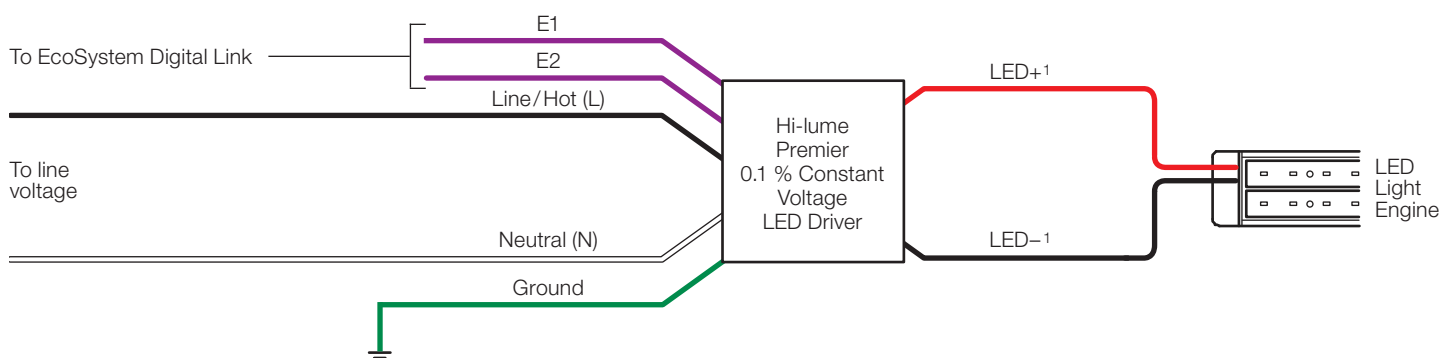 E1
To EcoSystem Digital Link
E2
Line/Hot (L)
To line
voltage
Neutral (N)
Ground
Hi-lume
Premier
0.1 % Constant
Voltage
LED Driver
LED+1
LED–1
LED
Light
Engine